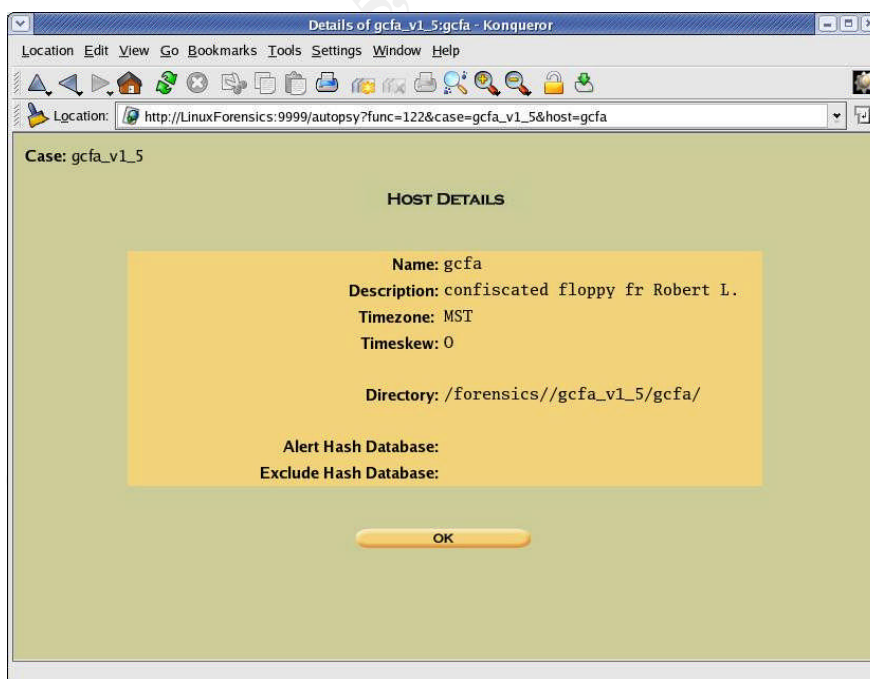 Details of gcfa_v1_5:gcfa - Konqueror
Location Edit View Go Bookmarks Tools Settings Window Help
Location: http://LinuxForensics:9999/autopsy?func=122&case=gcfa_v1_5&host=gcfa
Case: gcfa_v1_5
HOST DETAILS
Name: gcfa
Description: confiscated floppy fr Robert L.
Timezone: MST
Timeskew: 0
Directory: /forensics//gcfa_v1_5/gcfa/
Alert Hash Database:
Exclude Hash Database:
OK